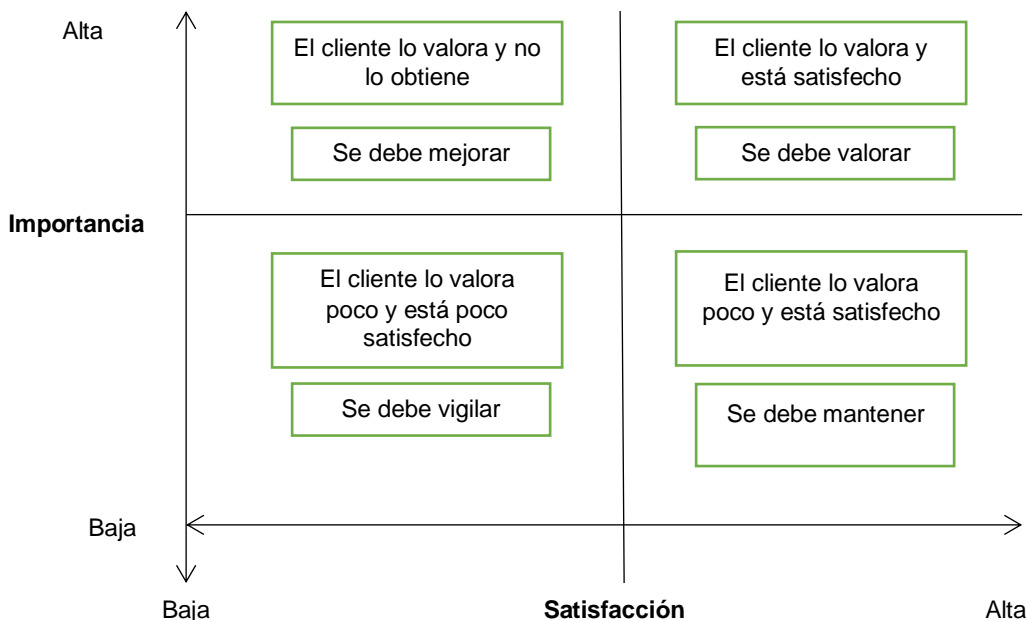 Alta
El cliente lo valora y no
lo obtiene
El cliente lo valora y
está satisfecho
Se debe mejorar
Se debe valorar
Importancia
El cliente lo valora
poco y está poco
satisfecho
El cliente lo valora
poco y está satisfecho
Se debe vigilar
Se debe mantener
Baja
Baja
Satisfacción
Alta